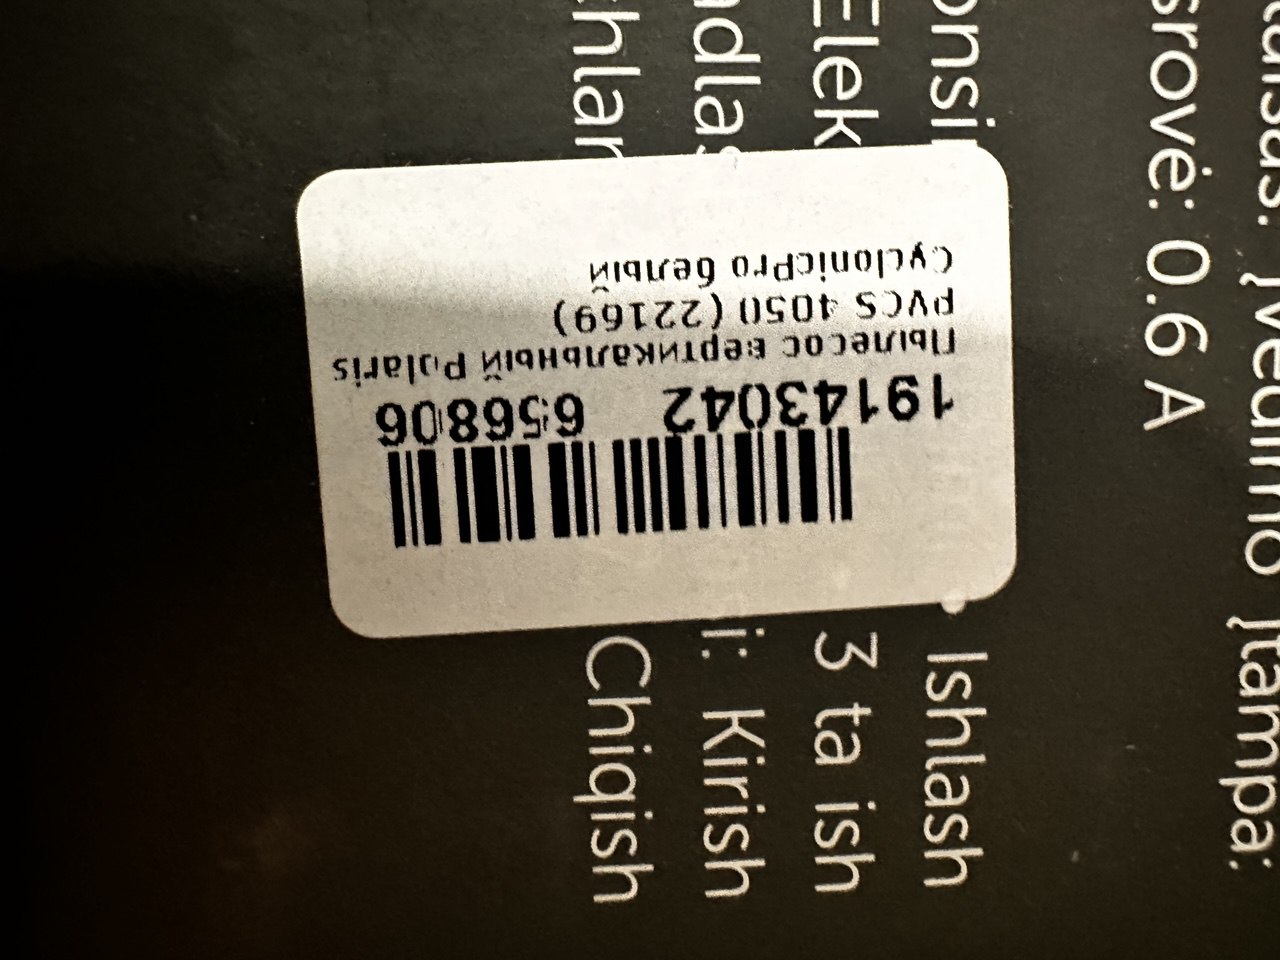 19143042 656806
Пылесос вертикальный Polaris
PVCS 4050 (22169)
CyclonicPro белый
srovė: 0.6 A
įtampa:
Ishlash
3 ta ish
Kirish
Chiqish